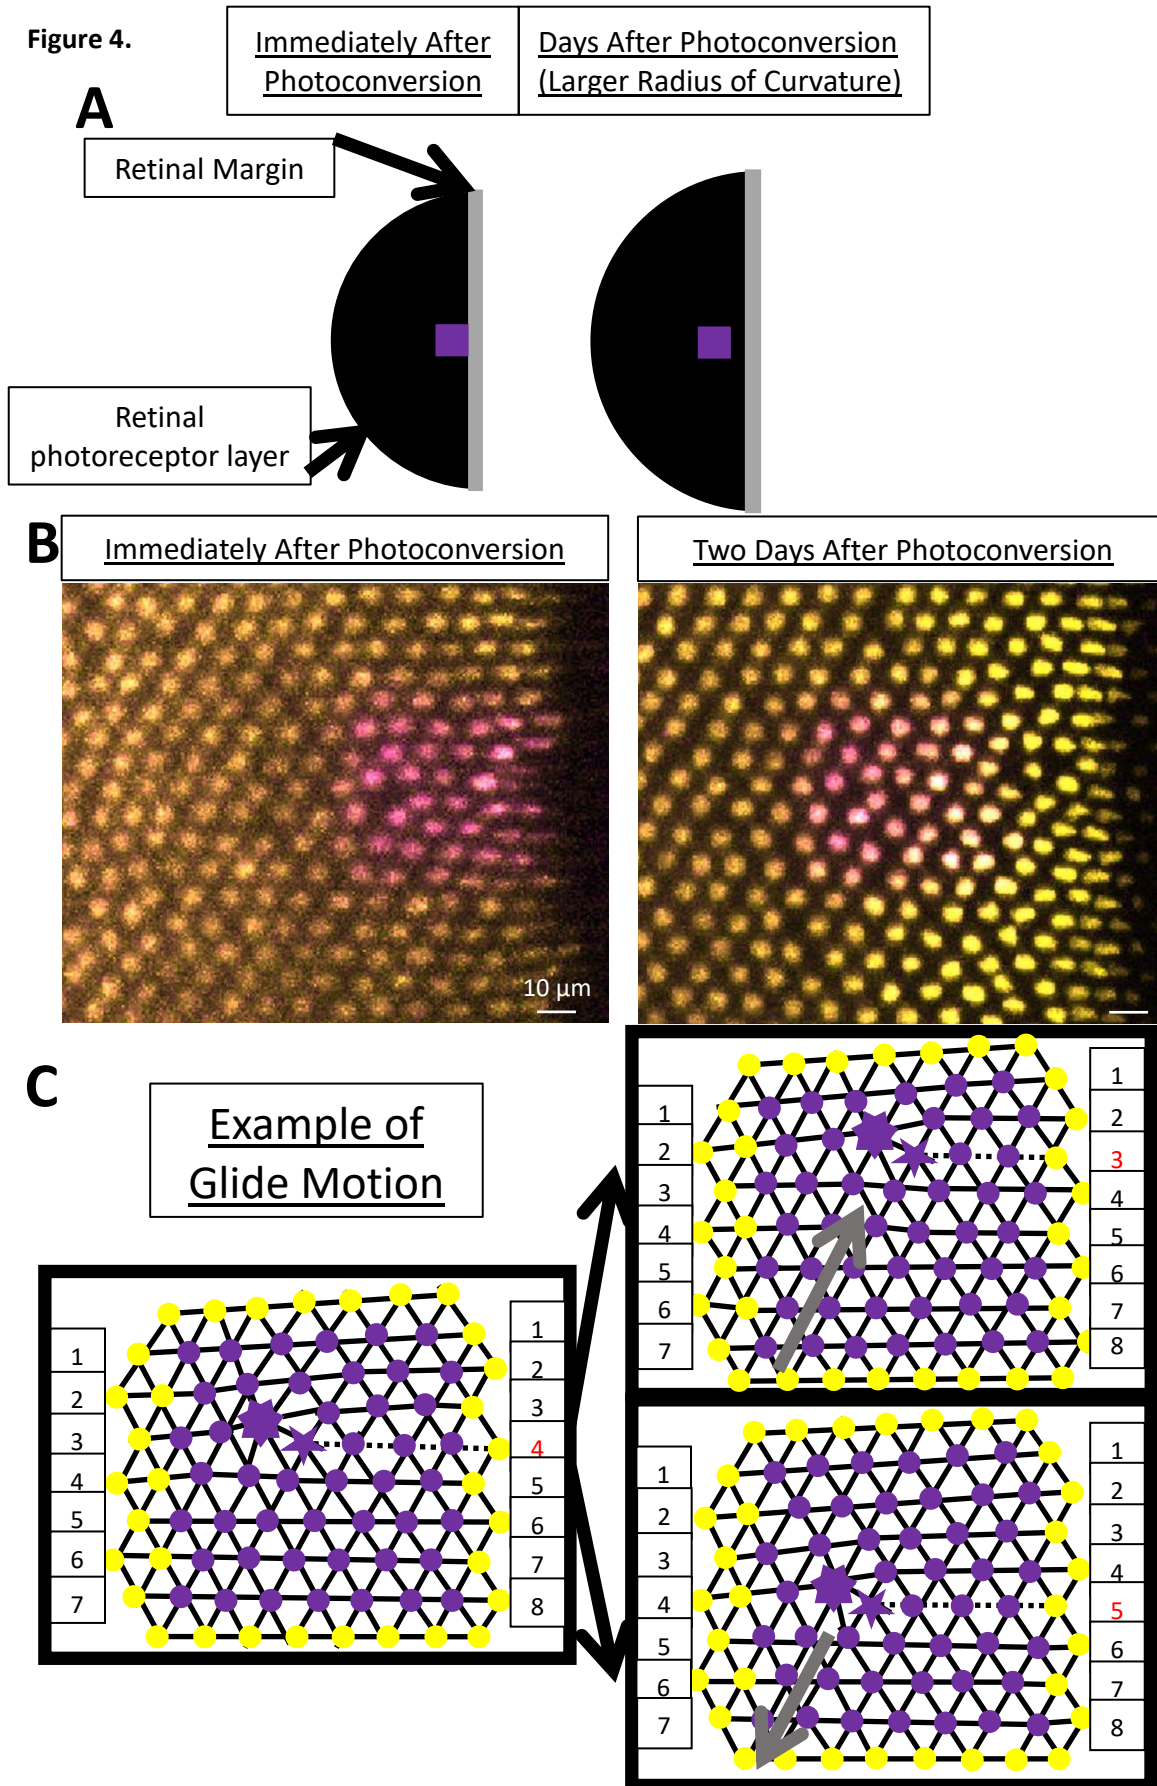 Figure 4.
Immediately After
Photoconversion
Days After Photoconversion
(Larger Radius of Curvature)
A
Retinal Margin
Retinal
photoreceptor layer
B
Immediately After Photoconversion
Two Days After Photoconversion
10 µm
C
Example of
Glide Motion
1
2
3
4
5
6
7
1
2
3
4
5
6
7
8
1
2
3
4
5
6
7
1
2
3
4
5
6
7
8
1
2
3
4
5
6
7
1
2
3
4
5
6
7
8